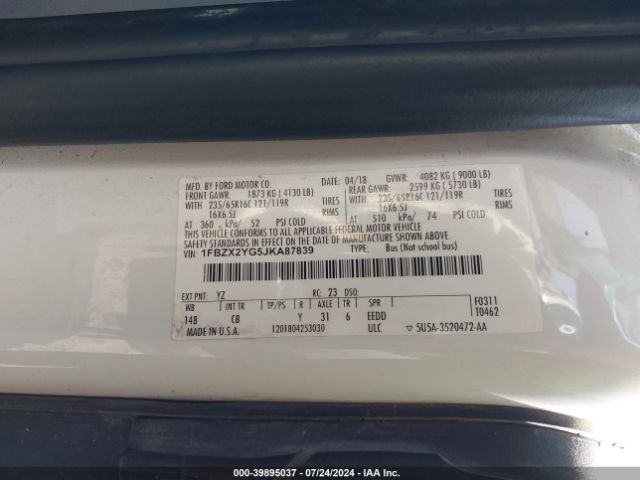 MFD. BY FORD MOTOR CO.
04/18 GVWR: 4082 KG ( 9000 LB)
FRONT GAWR: 1873 KG ( 4130 LB)
REAR GAWR: 2599 KG ( 5730 LB)
WITH 235/65R16C 121/119R TIRES
WITH 235/65R16C 121/119R TIRES
16X6.5J RIMS
16X6.5J RIMS
AT 360 kPa/ 52 PSI COLD
AT 510 kPa/ 74 PSI COLD
THIS VEHICLE CONFORMS TO ALL APPLICABLE FEDERAL MOTOR VEHICLE
SAFETY STANDARDS IN EFFECT ON THE DATE OF MANUFACTURE SHOWN ABOVE.
VIN: 1FBZX2YG5JKA87839
TYPE: Bus (Not school bus)
EXT PNT: YZ RC: 23 DSO:
WB INT TR TP/PS R AXLE TR SPR
148 CB Y 31 6 EEDD
F0311
T0462
MADE IN U.S.A. 1201804253030 ULC ▽ 5U5A-3520472-AA
000-39895037 - 07/24/2024 - IAA Inc.